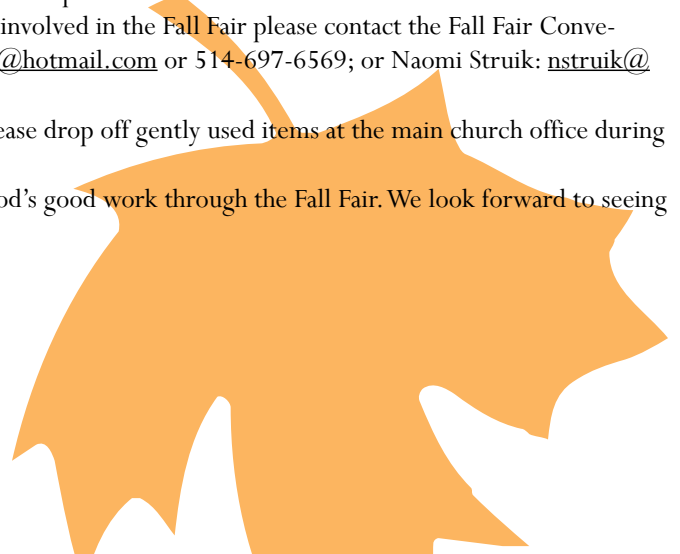 involved in the Fall Fair please contact the Fall Fair Conve-
@hotmail.com or 514-697-6569; or Naomi Struik: nstruik@
ease drop off gently used items at the main church office during
od’s good work through the Fall Fair. We look forward to seeing